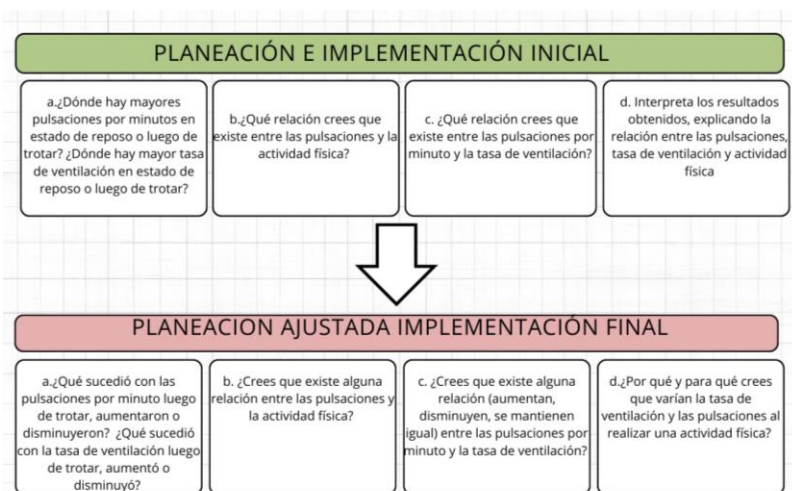 PLANEACIÓN E IMPLEMENTACIÓN INICIAL
a.¿Dónde hay mayores
pulsaciones por minutos en
estado de reposo o luego de
trotar? ¿Dónde hay mayor tasa
de ventilación en estado de
reposo o luego de trotar?
b.¿Qué relación crees que
existe entre las pulsaciones y la
actividad física?
c. ¿Qué relación crees que
existe entre las pulsaciones por
minuto y la tasa de ventilación?
d. Interpreta los resultados
obtenidos, explicando la
relación entre las pulsaciones,
tasa de ventilación y actividad
física
PLANEACION AJUSTADA IMPLEMENTACIÓN FINAL
a.¿Qué sucedió con las
pulsaciones por minuto luego
de trotar, aumentaron o
disminuyeron? ¿Qué sucedió
con la tasa de ventilación luego
de trotar, aumentó o
disminuyó?
b. ¿Crees que existe alguna
relación entre las pulsaciones y
la actividad física?
c. ¿Crees que existe alguna
relación (aumentan,
disminuyen, se mantienen
igual) entre las pulsaciones por
minuto y la tasa de ventilación?
d.¿Por qué y para qué crees
que varían la tasa de
ventilación y las pulsaciones al
realizar una actividad física?